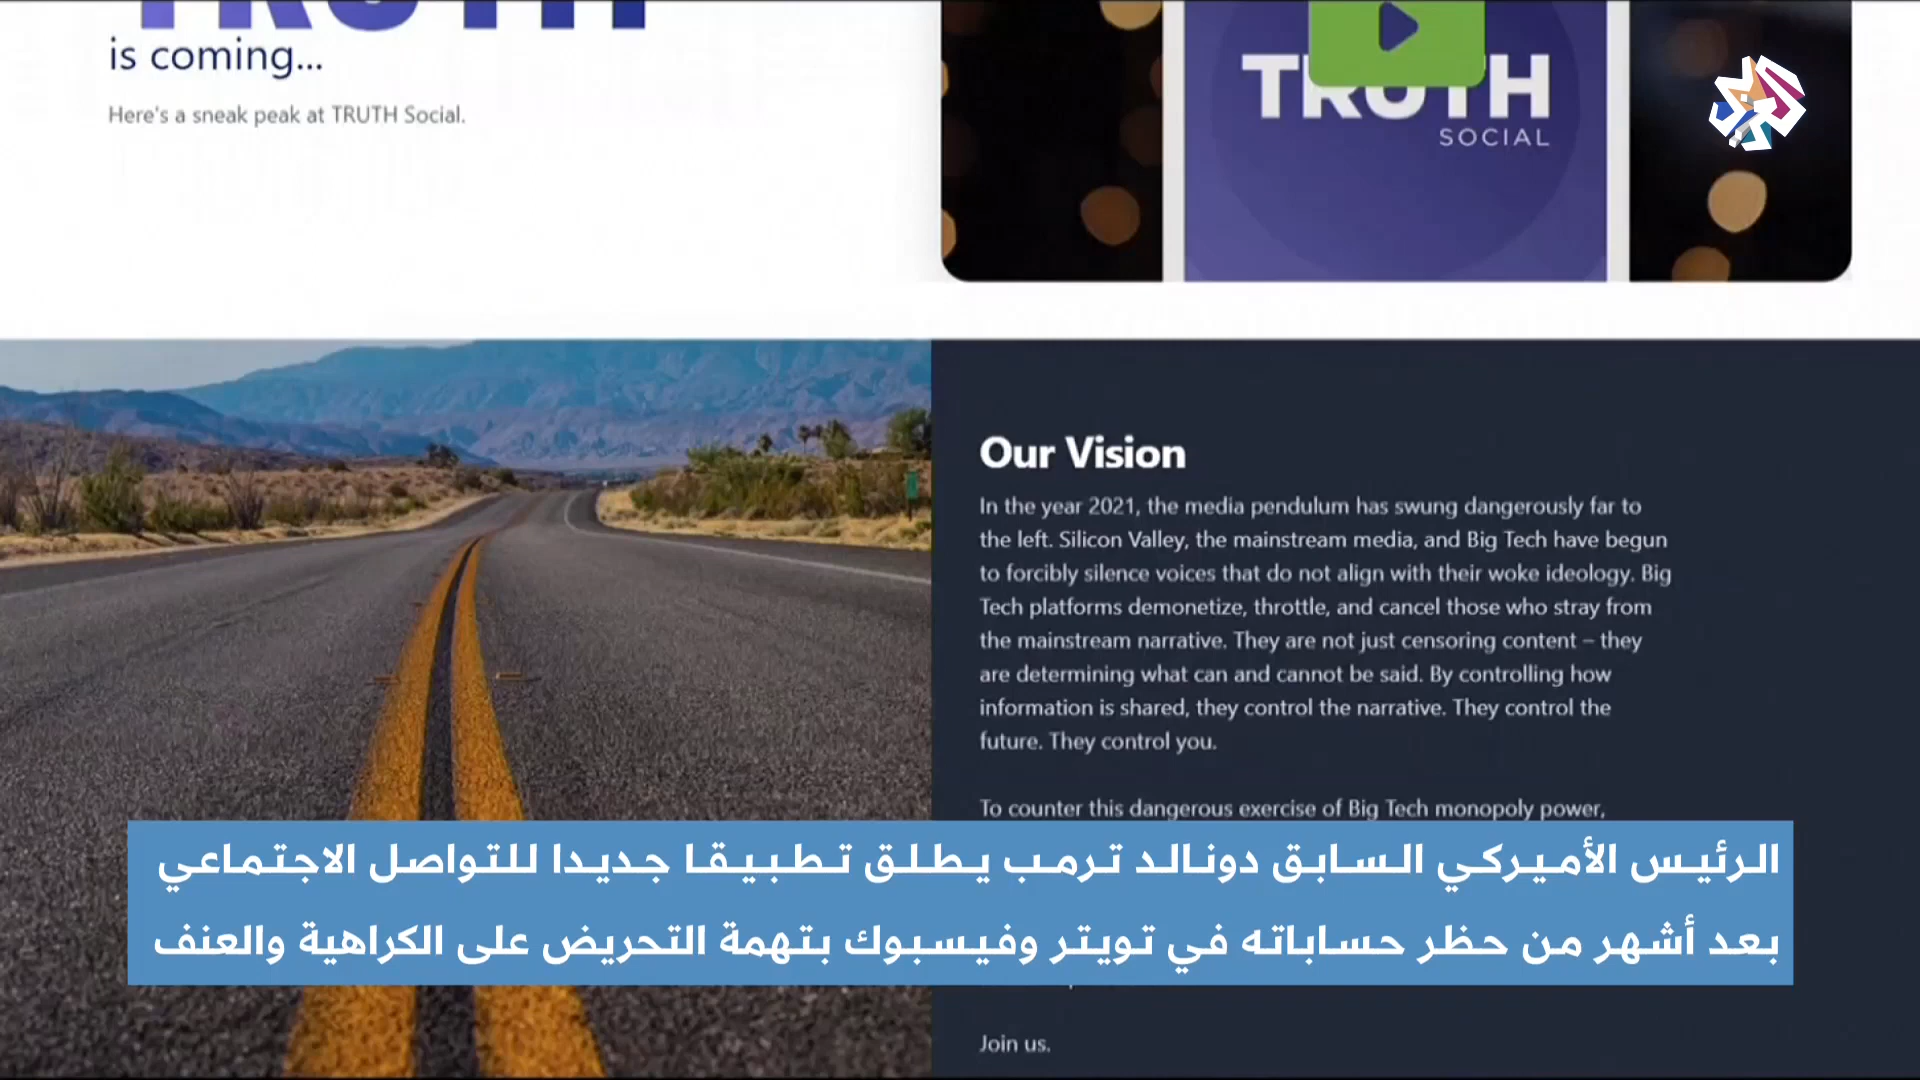 TRUTH
is coming...
Here's a sneak peak at TRUTH Social.
TRUTH
SOCIAL
Our Vision
In the year 2021, the media pendulum has swung dangerously far to
the left. Silicon Valley, the mainstream media, and Big Tech have begun
to forcibly silence voices that do not align with their woke ideology. Big
Tech platforms demonetize, throttle, and cancel those who stray from
the mainstream narrative. They are not just censoring content – they
are determining what can and cannot be said. By controlling how
information is shared, they control the narrative. They control the
future. They control you.
To counter this dangerous exercise of Big Tech monopoly power,
الرئيس الأميركي السابق دونالد ترمب يطلق تطبيقا جديدا للتواصل الاجتماعي
بعد أشهر من حظر حساباته في تويتر وفيسبوك بتهمة التحريض على الكراهية والعنف
Join us.